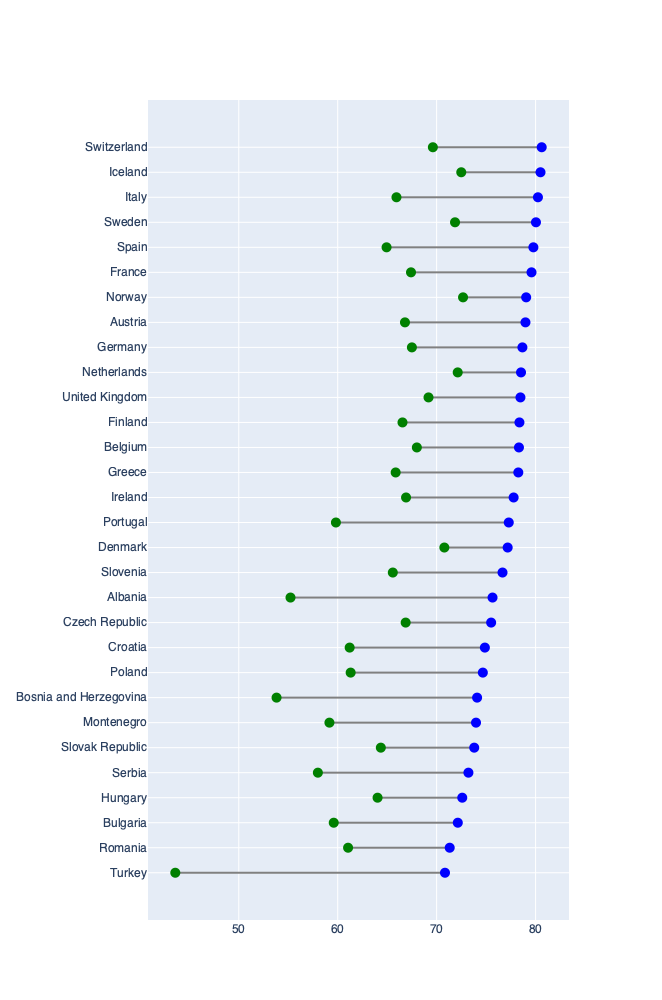 Switzerland
Iceland
Italy
Sweden
Spain
France
Norway
Austria
Germany
Netherlands
United Kingdom
Finland
Belgium
Greece
Ireland
Portugal
Denmark
Slovenia
Albania
Czech Republic
Croatia
Poland
Bosnia and Herzegovina
Montenegro
Slovak Republic
Serbia
Hungary
Bulgaria
Romania
Turkey
50 60 70 80